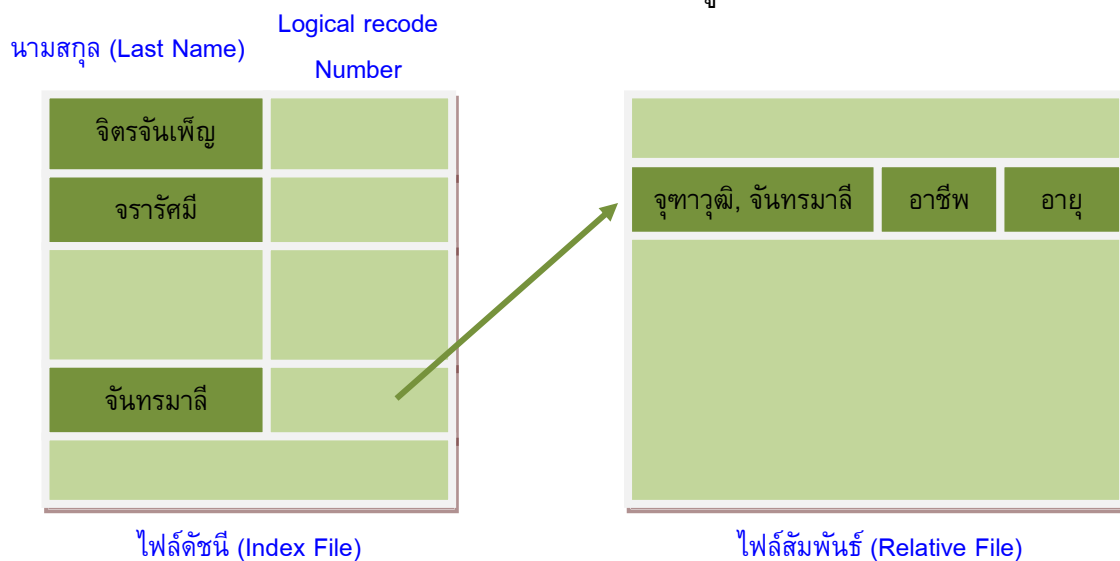 นามสกุล (Last Name)
Logical recode
Number
จิตรจันเพ็ญ
จรารัศมี
จันทรมาลี
ไฟล์ดัชนี (Index File)
จุฑาวุฒิ, จันทรมาลี
อาชีพ
อายุ
ไฟล์สัมพันธ์ (Relative File)